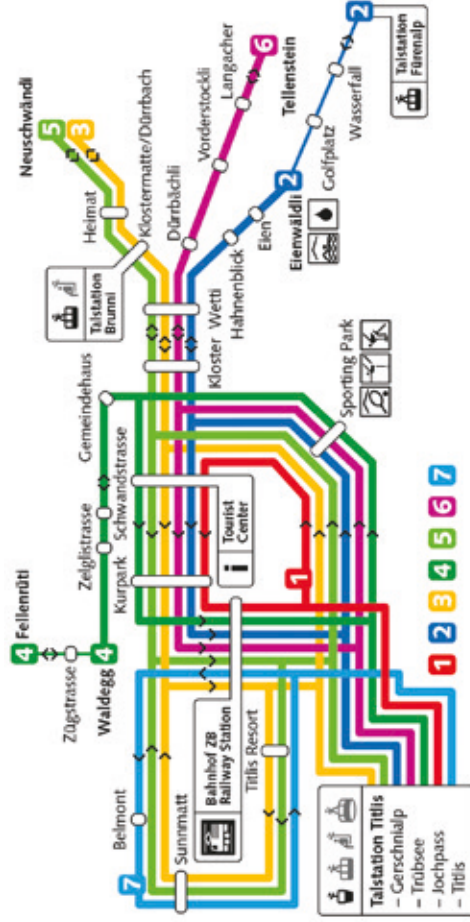 Neuschwändi
5
3
Heimat
Klostermatte/Dürrbach
Talstation
Brunni
Tellenstein
6
Langacher
Vorderstockli
Dürrbächli
2
Talstation
Fürenalp
Wasserfall
Golfplatz
2
Eienwäldli
Eien
Hahnenblick
Wetti
Kloster
Sporting Park
Gemeindehaus
Schwandstrasse
Zelglistrasse
Kurpark
Tourist
Center
i
4 Fellenrüti
Zügstrasse
4
Waldegg
1
Bahnhof ZB
Railway Station
Titlis Resort
Belmont
7
Sunnmatt
Talstation Titlis
– Gerschnialp
– Trübsee
– Jochpass
– Titlis
1 2 3 4 5 6 7